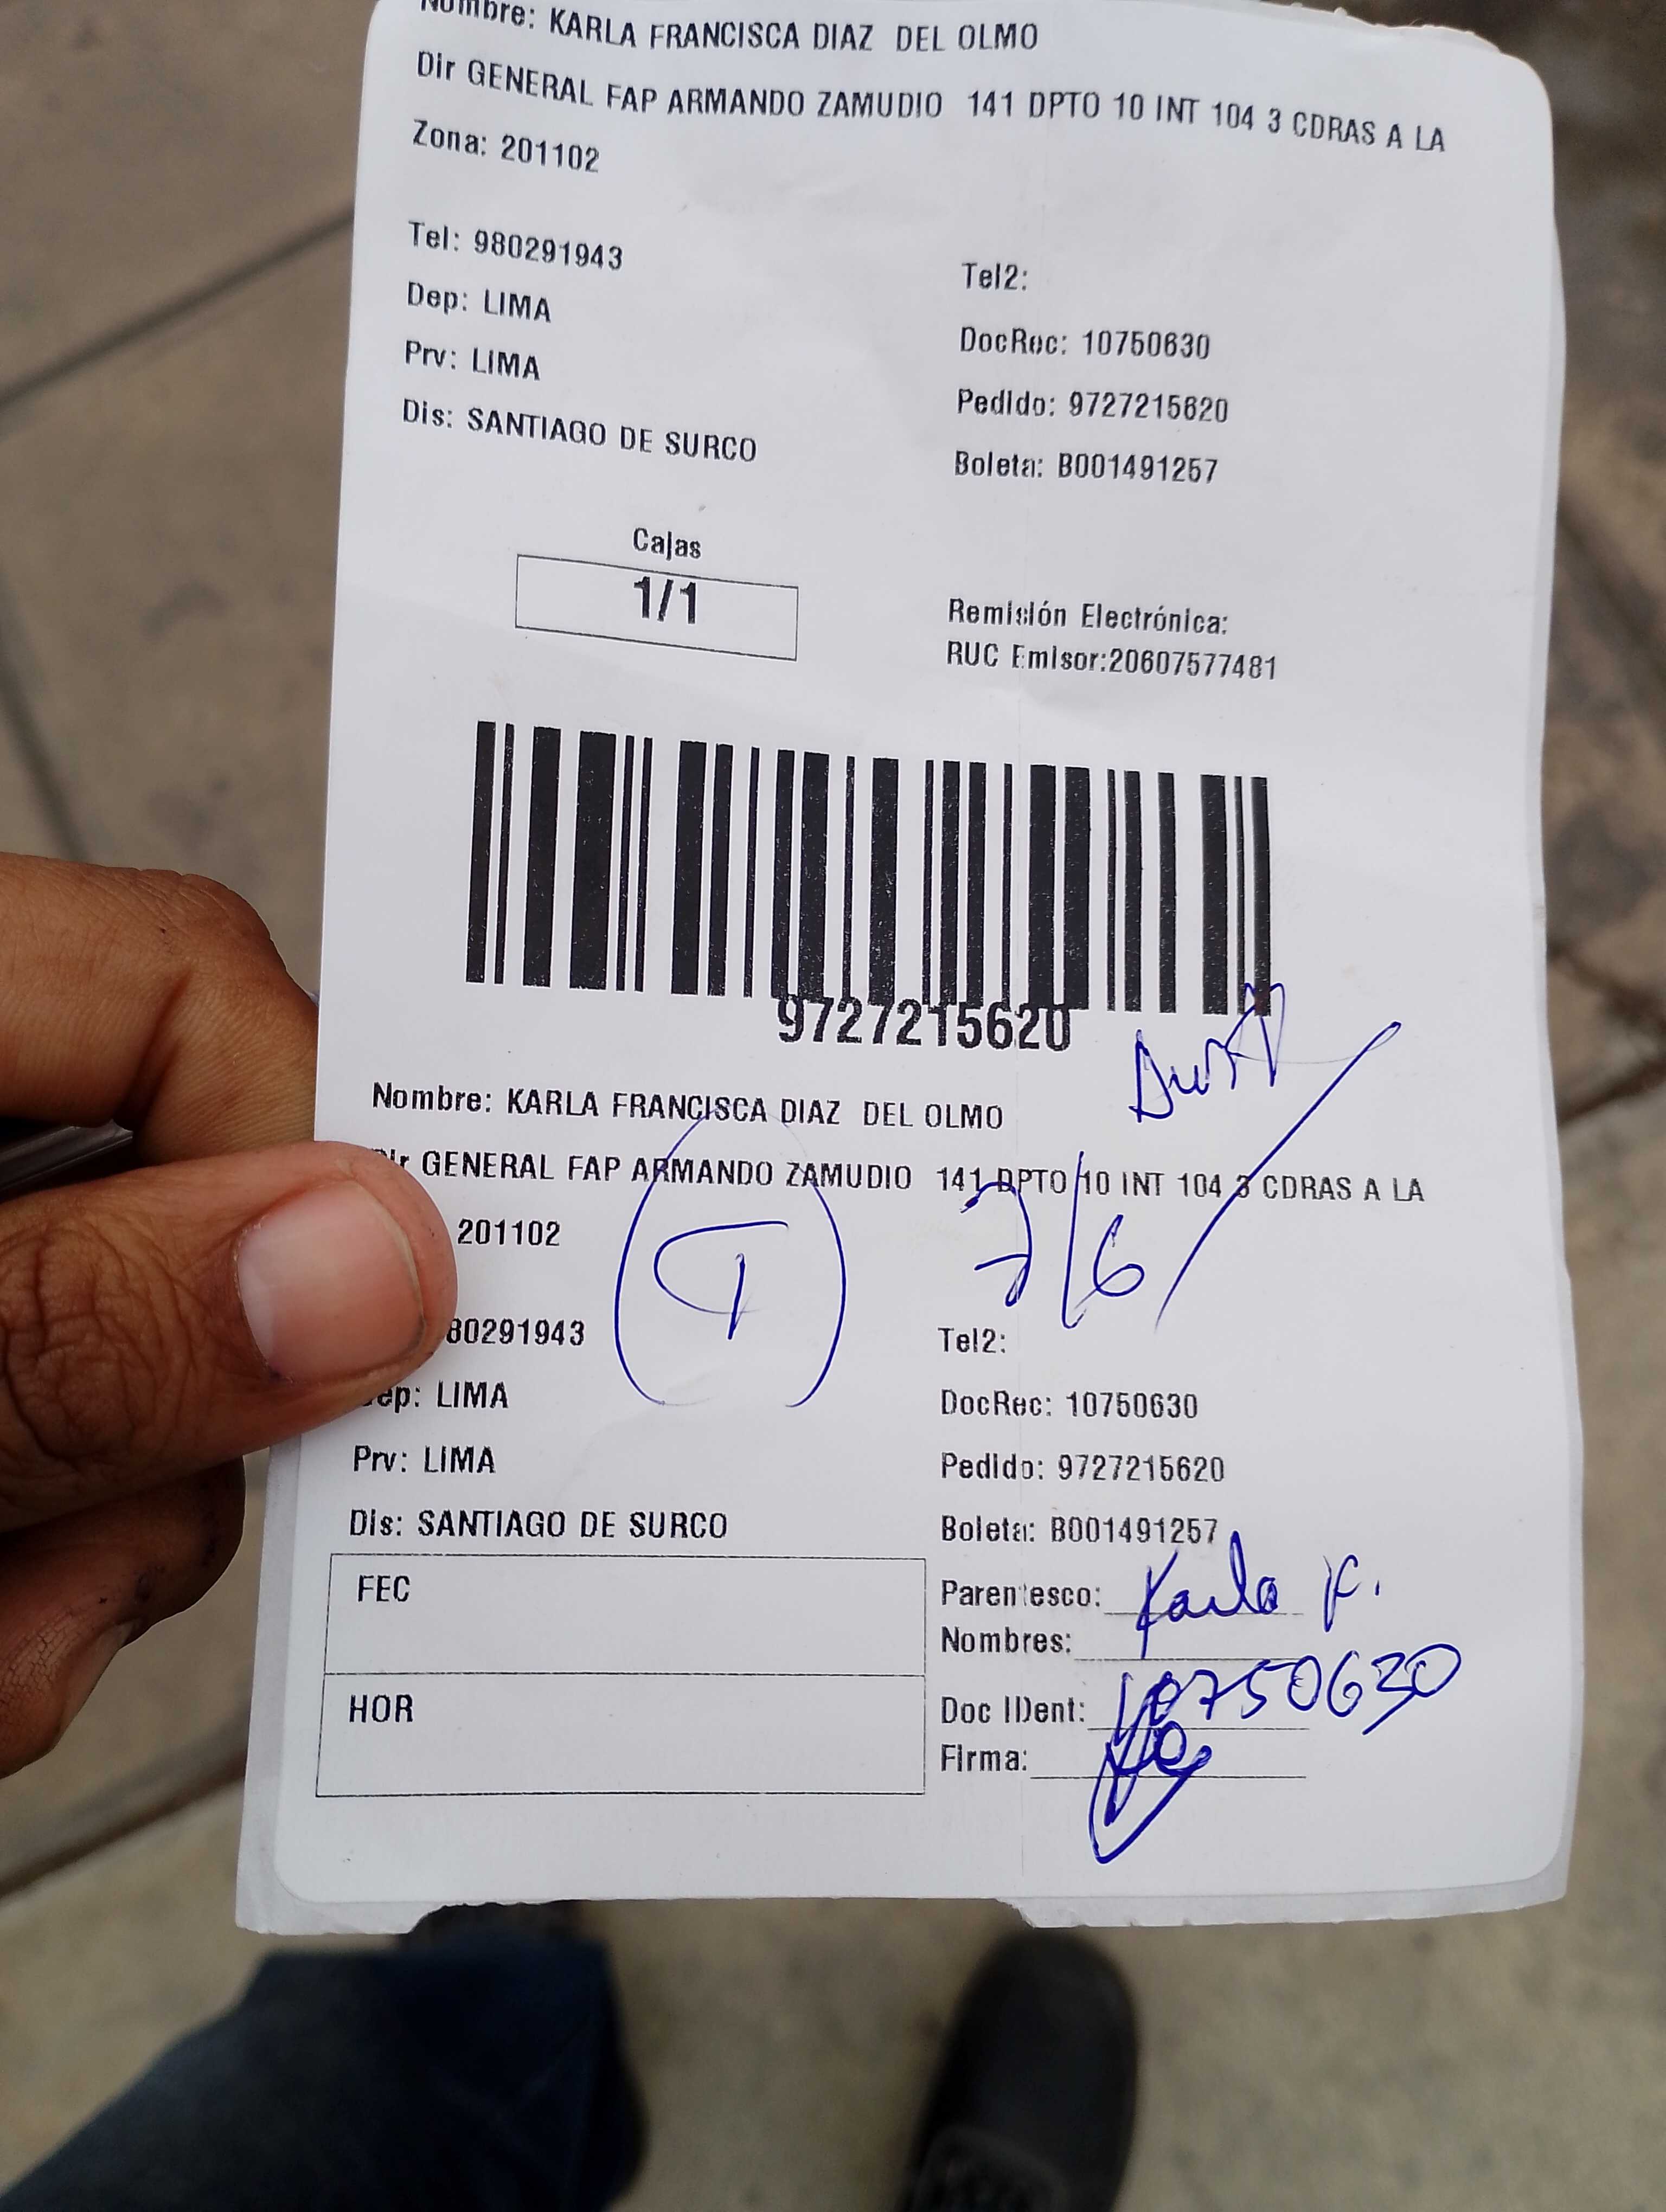 Nombre: KARLA FRANCISCA DIAZ DEL OLMO
Dir GENERAL FAP ARMANDO ZAMUDIO 141 DPTO 10 INT 104 3 CDRAS A LA
Zona: 201102
Tel: 980291943
Tel2:
Dep: LIMA
DocRec: 10750630
Prv: LIMA
Pedido: 9727215620
Dis: SANTIAGO DE SURCO
Boleta: B001491257
Cajas
1/1
Remisión Electrónica:
RUC Emisor:20607577481
9727215620
Nombre: KARLA FRANCISCA DIAZ DEL OLMO
Dir GENERAL FAP ARMANDO ZAMUDIO 141 DPTO 10 INT 104 3 CDRAS A LA
201102
7/6
80291943
Tel2:
Dep: LIMA
DocRec: 10750630
Prv: LIMA
Pedido: 9727215620
Dis: SANTIAGO DE SURCO
Boleta: B001491257
FEC
Parentesco: Karla F.
Nombres:
HOR
Doc IDent: 10750630
Firma: